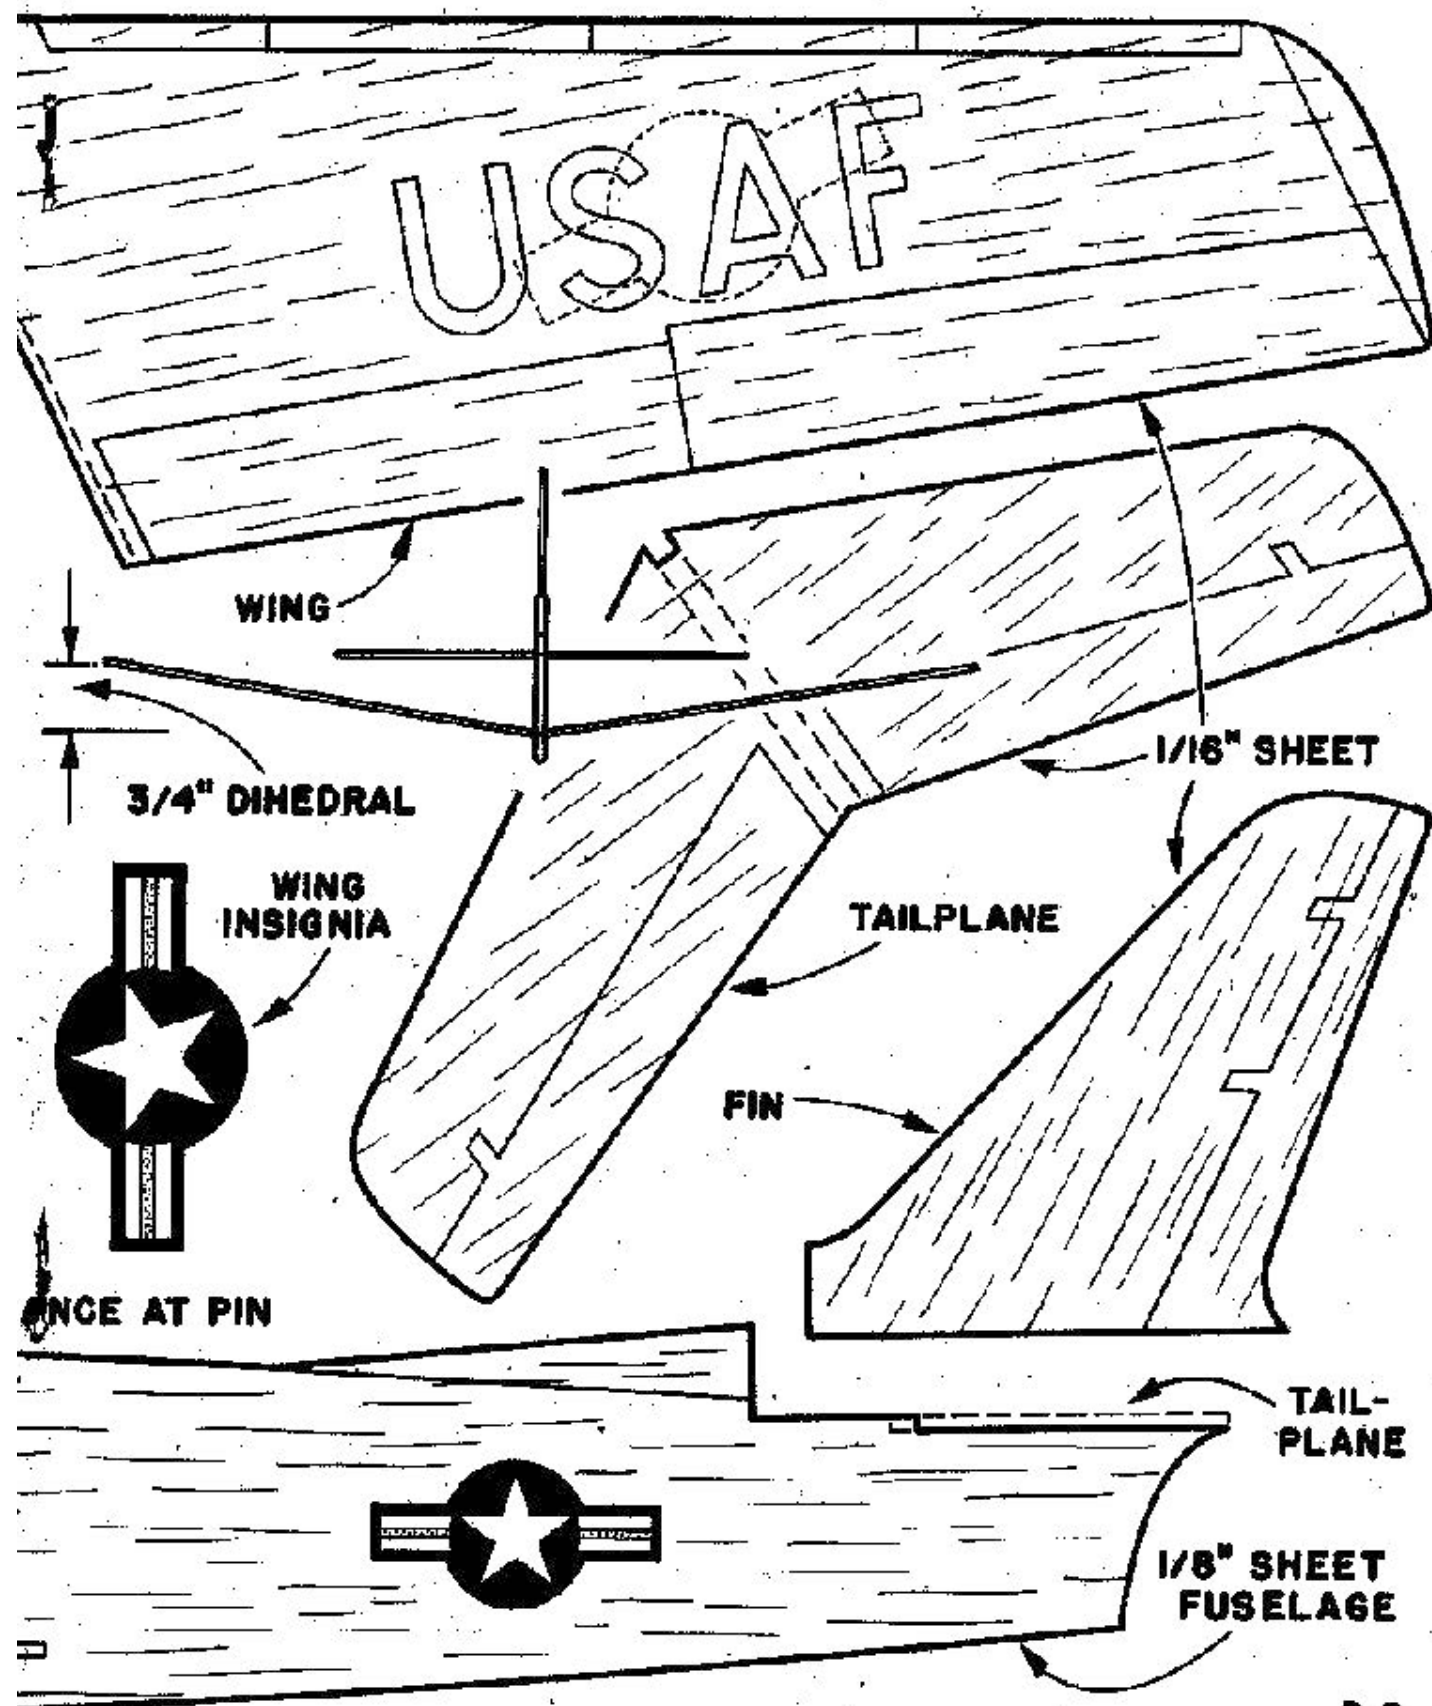 USAF
WING
3/4" DIHEDRAL
1/16" SHEET
WING
INSIGNIA
TAILPLANE
FIN
AT PIN
TAIL-
PLANE
1/8" SHEET
FUSELAGE